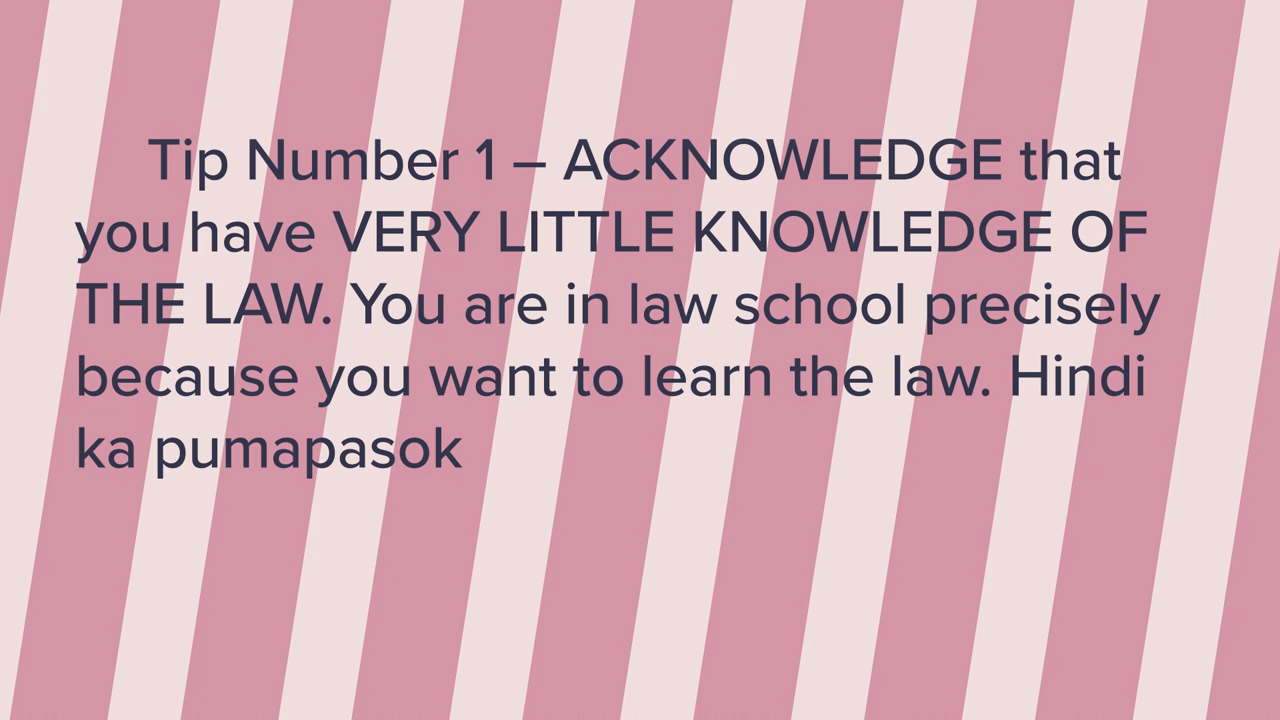 Tip Number 1 – ACKNOWLEDGE that
you have VERY LITTLE KNOWLEDGE OF
THE LAW. You are in law school precisely
because you want to learn the law. Hindi
ka pumapasok